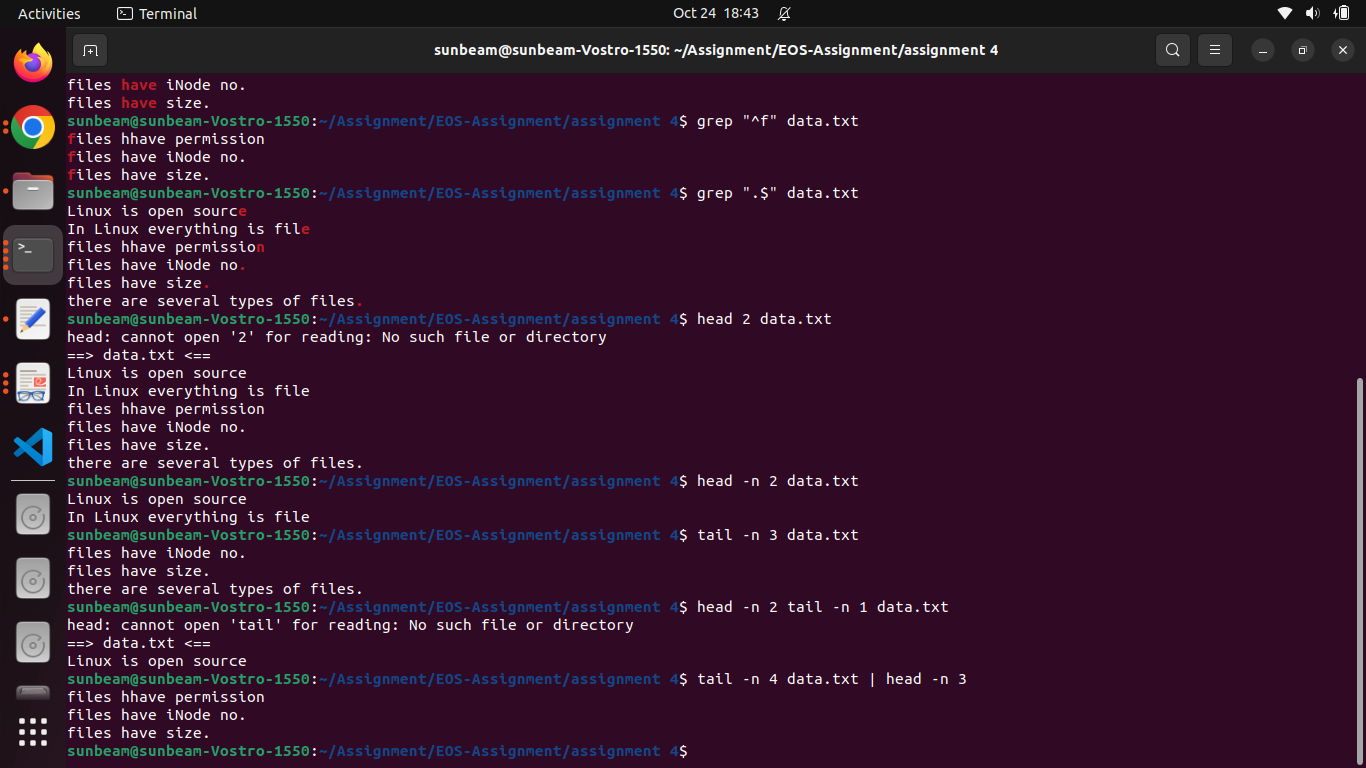 Activities
Terminal
Oct 24 18:43
sunbeam@sunbeam-Vostro-1550: ~/Assignment/EOS-Assignment/assignment 4
files have iNode no.
files have size.
sunbeam@sunbeam-Vostro-1550:~/Assignment/EOS-Assignment/assignment 4$ grep "^f" data.txt
files hhave permission
files have iNode no.
files have size.
sunbeam@sunbeam-Vostro-1550:~/Assignment/EOS-Assignment/assignment 4$ grep ".$" data.txt
Linux is open source
In Linux everything is file
files hhave permission
files have iNode no.
files have size.
there are several types of files.
sunbeam@sunbeam-Vostro-1550:~/Assignment/EOS-Assignment/assignment 4$ head 2 data.txt
head: cannot open '2' for reading: No such file or directory
==> data.txt <==
Linux is open source
In Linux everything is file
files hhave permission
files have iNode no.
files have size.
there are several types of files.
sunbeam@sunbeam-Vostro-1550:~/Assignment/EOS-Assignment/assignment 4$ head -n 2 data.txt
Linux is open source
In Linux everything is file
sunbeam@sunbeam-Vostro-1550:~/Assignment/EOS-Assignment/assignment 4$ tail -n 3 data.txt
files have iNode no.
files have size.
there are several types of files.
sunbeam@sunbeam-Vostro-1550:~/Assignment/EOS-Assignment/assignment 4$ head -n 2 tail -n 1 data.txt
head: cannot open 'tail' for reading: No such file or directory
==> data.txt <==
Linux is open source
sunbeam@sunbeam-Vostro-1550:~/Assignment/EOS-Assignment/assignment 4$ tail -n 4 data.txt | head -n 3
files hhave permission
files have iNode no.
files have size.
sunbeam@sunbeam-Vostro-1550:~/Assignment/EOS-Assignment/assignment 4$